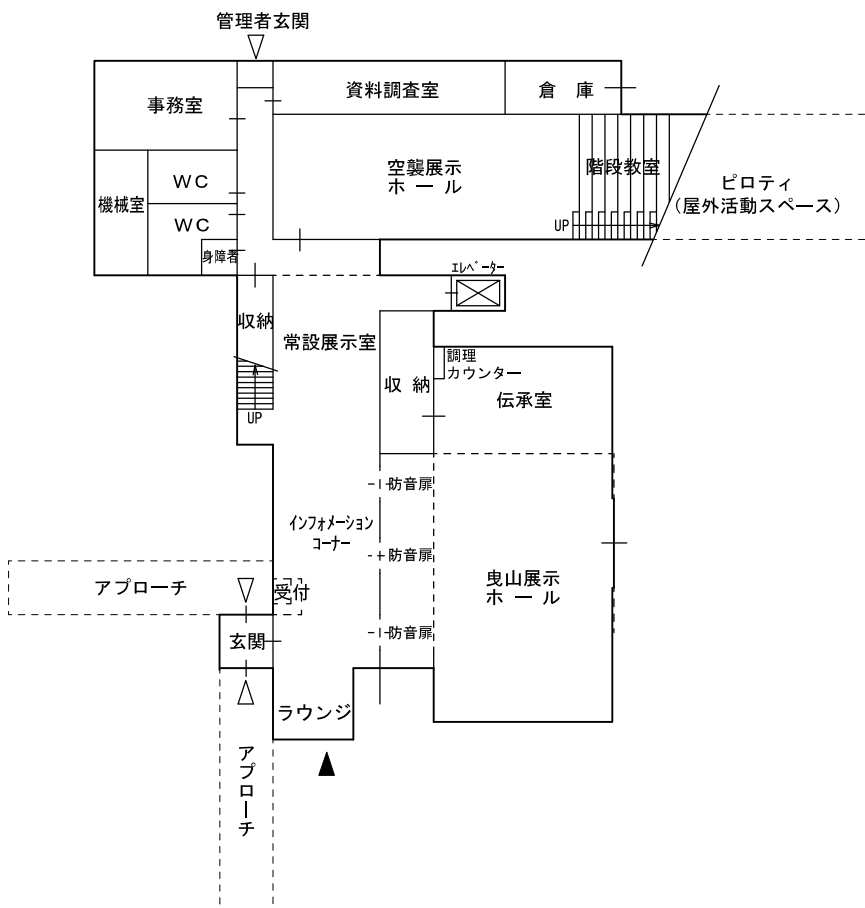 管理者玄関
事務室
資料調査室
倉 庫
機械室
WC
WC
身障者
空襲展示
ホ ー ル
階段教室
UP
ピロティ
（屋外活動スペース）
エレベーター
収納
常設展示室
UP
収 納
調理
カウンター
伝承室
防音扉
インフォメーション
コーナー
防音扉
曳山展示
ホ ー ル
アプローチ
受付
玄関
防音扉
ラウンジ
アプローチ